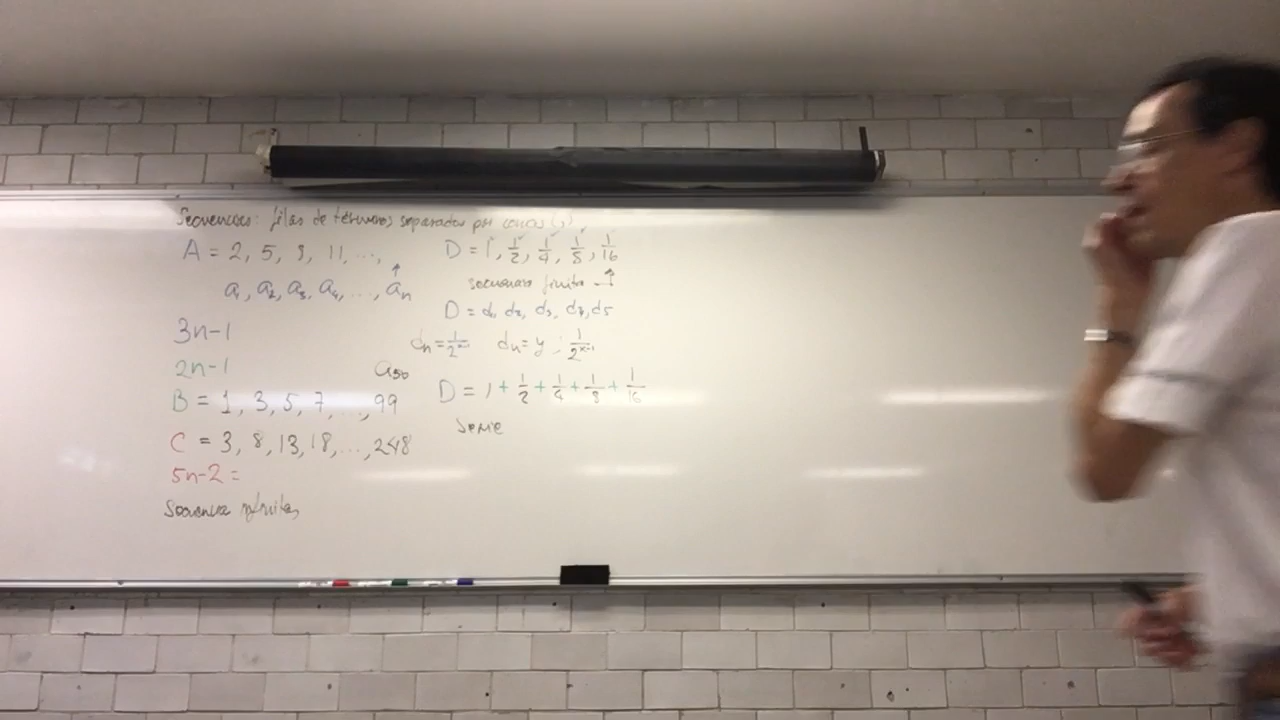 Secuencias: filas de términos separados por comas (,)
A = 2, 5, 8, 11, ...,
a₁, a₂, a₃, a₄, ..., aₙ
3n-1
2n-1
a₅₀
B = 1, 3, 5, 7, ..., 99
C = 3, 8, 13, 18, ..., 248
5n-2 =
Secuencia infinitas
D = 1, 1/2, 1/4, 1/8, 1/16
secuencia finita
D = d₁, d₂, d₃, d₄, d₅
dₙ = 1/2ⁿ⁻¹ dₙ = y
D = 1 + 1/2 + 1/4 + 1/8 + 1/16
Serie